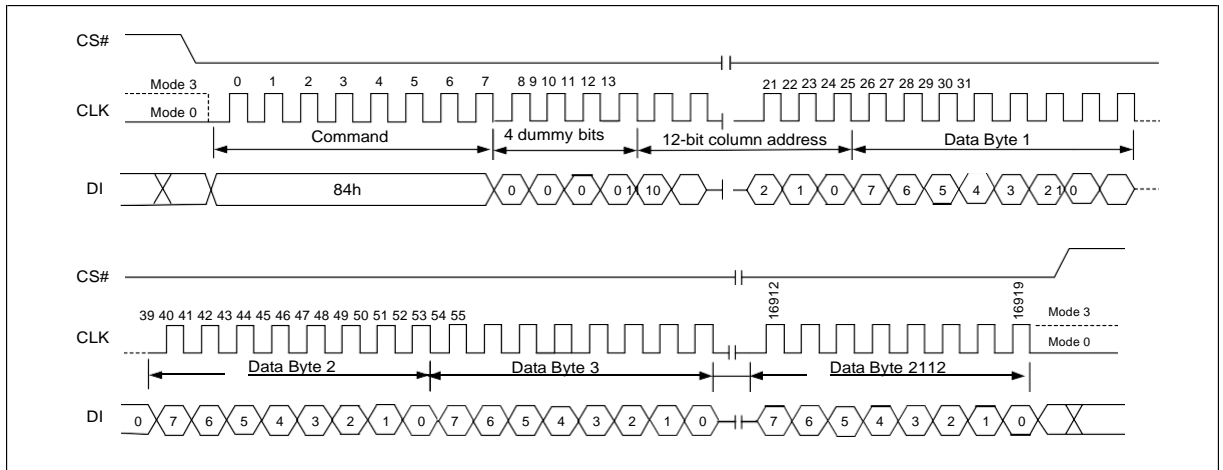 CS#
Mode 3
0 1 2 3 4 5 6 7 8 9 10 11 12 13 21 22 23 24 25 26 27 28 29 30 31
CLK
Mode 0
Command
4 dummy bits
12-bit column address
Data Byte 1
DI
84h
0 0 0 0 11 10 2 1 0 7 6 5 4 3 2 1 0
CS#
16912
16919
39 40 41 42 43 44 45 46 47 48 49 50 51 52 53 54 55
Mode 3
CLK
Mode 0
Data Byte 2
Data Byte 3
Data Byte 2112
DI
0 7 6 5 4 3 2 1 0 7 6 5 4 3 2 1 0 7 6 5 4 3 2 1 0